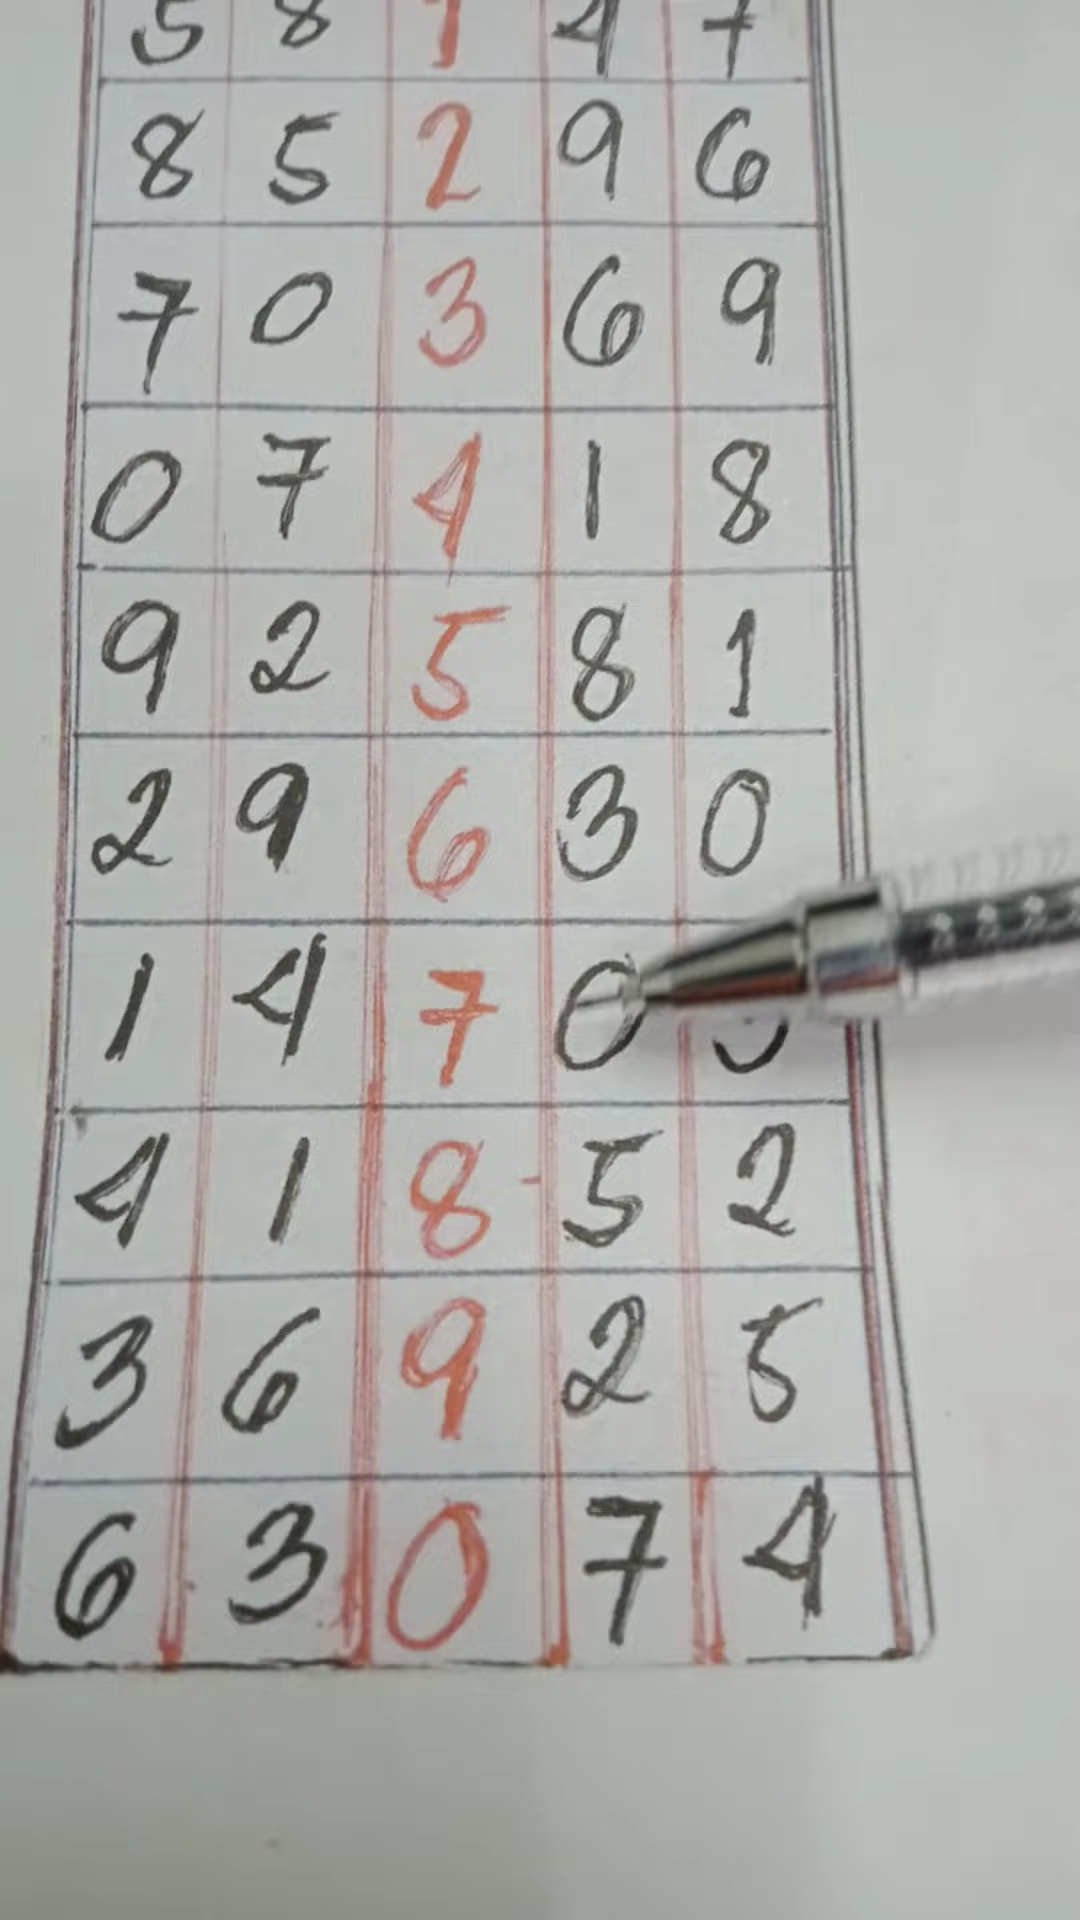 5 8 1 4 7
8 5 2 9 6
7 0 3 6 9
0 7 4 1 8
9 2 5 8 1
2 9 6 3 0
1 4 7 0
4 1 8 5 2
3 6 9 2 5
6 3 0 7 4